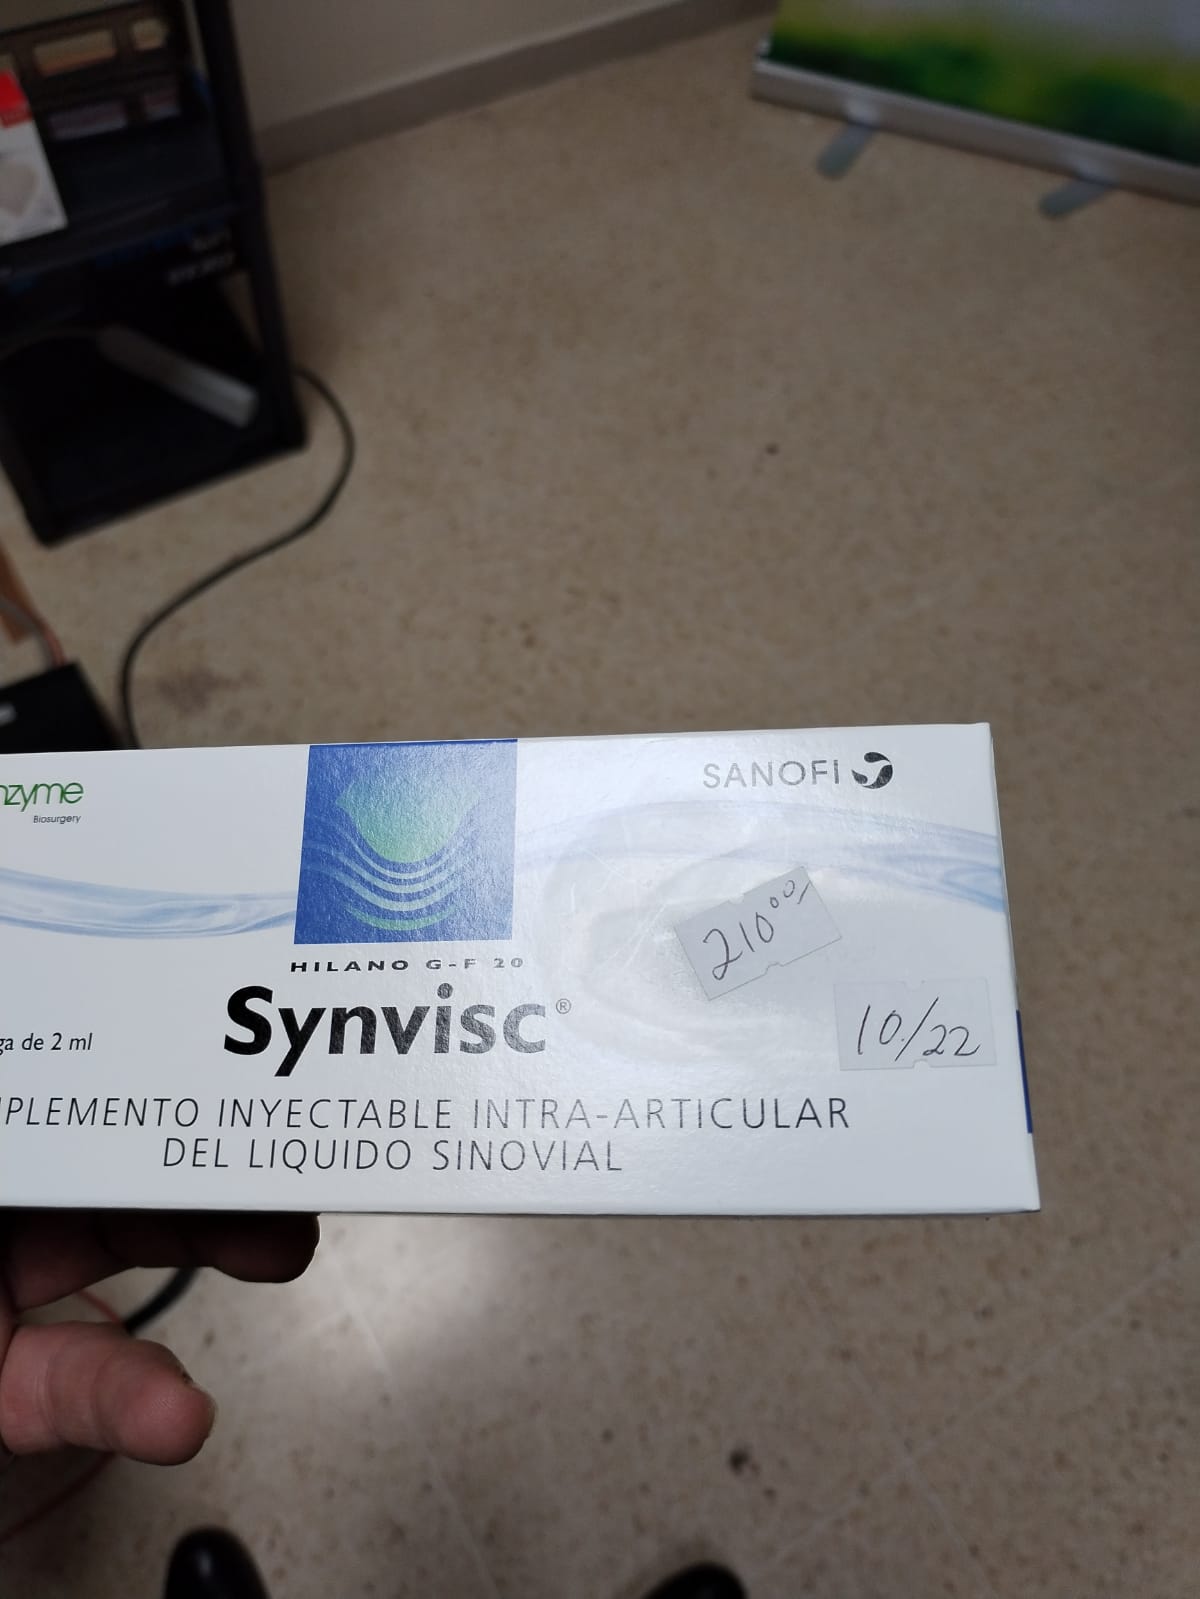 nzyme
Biosurgery
SANOFI
210⁰⁰/
HILANO G-F 20
Synvisc®
ga de 2 ml
10/22
PLEMENTO INYECTABLE INTRA-ARTICULAR
DEL LIQUIDO SINOVIAL